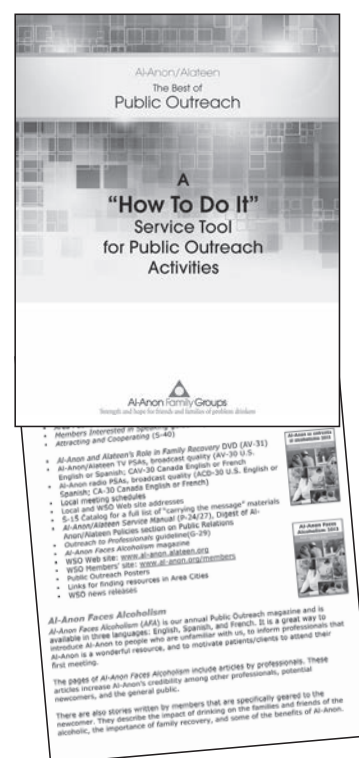 Al-Anon/Alateen
The Best of
Public Outreach
A
"How To Do It"
Service Tool
for Public Outreach
Activities
Al-Anon Family Groups
Strength and hope for friends and families of problem drinkers
Members Interested in
Attracting and Cooperating (S-40)
• Al-Anon and Alateen's Role in Family Recovery DVD (AV-31)
• Al-Anon/Alateen TV PSAs, broadcast quality (AV-30 U.S.
English or Spanish; CAV-30 Canada English or French
• Al-Anon radio PSAs, broadcast quality (ACD-30 U.S. English or
Spanish; CA-30 Canada English or French)
• Local meeting schedules
• Local and WSO Web site addresses
• S-15 Catalog for a full list of "carrying the message" materials
• Al-Anon/Alateen Service Manual (P-24/27), Digest of Al-
Anon/Alateen Policies section on Public Relations
• Outreach to Professionals guideline(G-29)
• Al-Anon Faces Alcoholism magazine
• WSO Web site: www.al-anon.alateen.org
• WSO Members' site: www.al-anon.org/members
• Public Outreach Posters
• Links for finding resources in Area Cities
• WSO news releases
Al-Anon Faces
Alcoholism 2013
Al-Anon Faces Alcoholism
Al-Anon Faces Alcoholism (AFA) is our annual Public Outreach magazine and is
available in three languages: English, Spanish, and French. It is a great way to
introduce Al-Anon to people who are unfamiliar with us, to inform professionals that
Al-Anon is a wonderful resource, and to motivate patients/clients to attend their
first meeting.
The pages of Al-Anon Faces Alcoholism include articles by professionals. These
articles increase Al-Anon's credibility among other professionals, potential
newcomers, and the general public.
There are also stories written by members that are specifically geared to the
newcomer. They describe the impact of drinking on the families and friends of the
alcoholic, the importance of family recovery, and some of the benefits of Al-Anon.